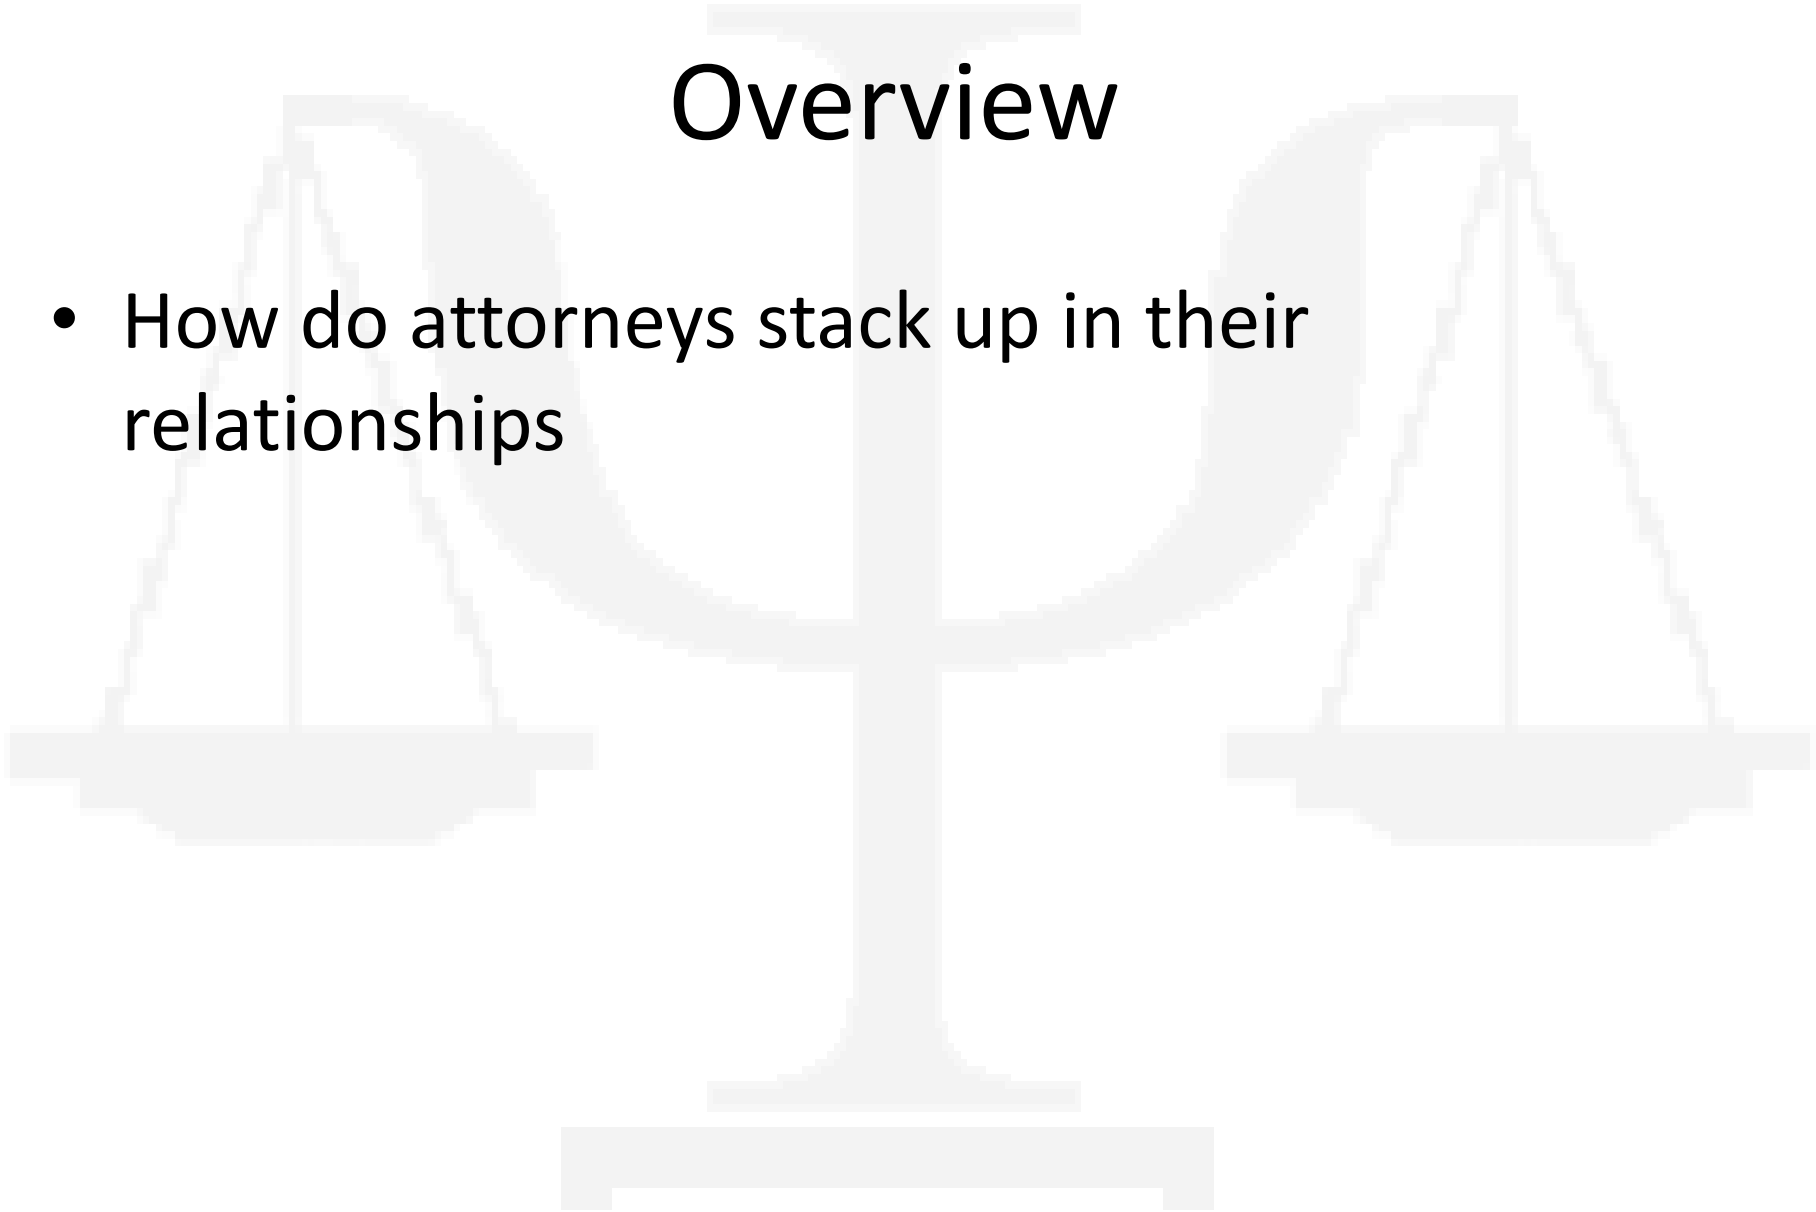 Overview
• How do attorneys stack up in their
relationships